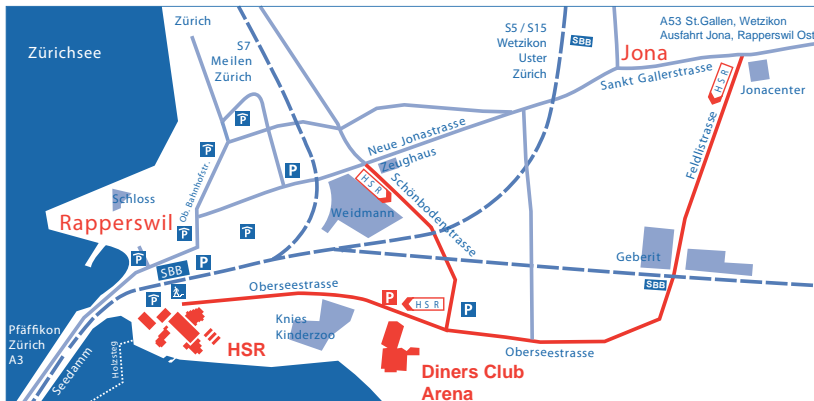 Zürich
A53 St.Gallen, Wetzikon
Ausfahrt Jona, Rapperswil Ost
Zürichsee
S7
Meilen
Zürich
S5 / S15
Wetzikon
Uster
Zürich
SBB
Jona
Sankt Gallerstrasse
HSR
Jonacenter
P
P
P
P
Neue Jonastrasse
Zeughaus
HSR
Schönbodenstrasse
Feldlistrasse
Schloss
Ob. Bahnhofstr.
Weidmann
Rapperswil
P
P
P
SBB
P
Geberit
SBB
Oberseestrasse
P
HSR
P
P
Knies
Kinderzoo
Pfäffikon
Zürich
A3
Seedamm
Holzsteg
HSR
Oberseestrasse
Diners Club
Arena